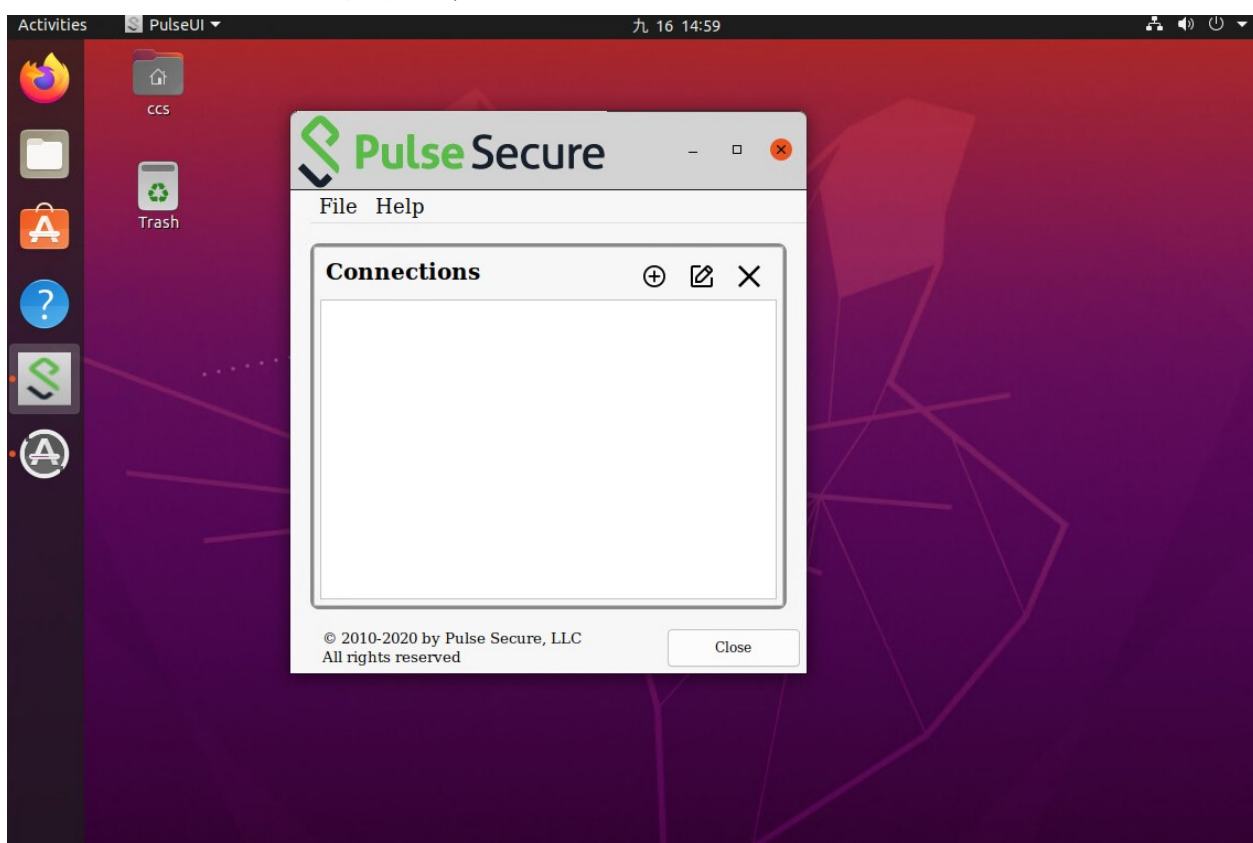 Activities PulseUI 九 16 14:59
ccs
Trash
Pulse Secure
File Help
Connections
© 2010-2020 by Pulse Secure, LLC
All rights reserved
Close